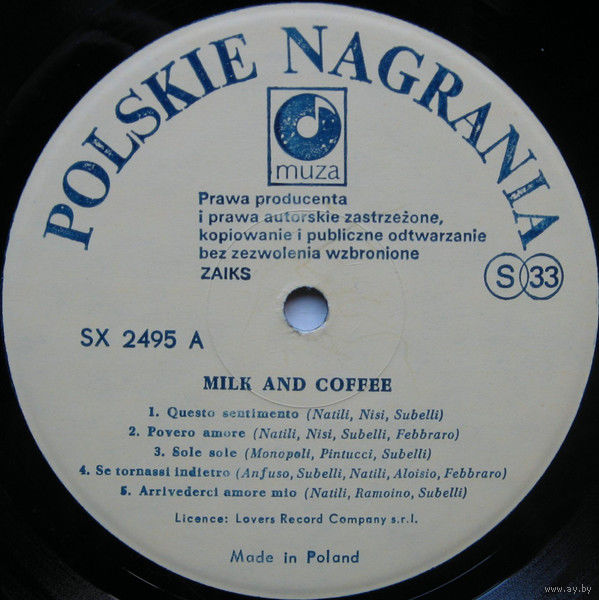 POLSKIE NAGRANIA
muza
Prawa producenta
i prawa autorskie zastrzeżone,
kopiowanie i publiczne odtwarzanie
bez zezwolenia wzbronione
ZAIKS
S 33
SX 2495 A
MILK AND COFFEE
1. Questo sentimento (Natili, Nisi, Subelli)
2. Povero amore (Natili, Nisi, Subelli, Febbraro)
3. Sole sole (Monopoli, Pintucci, Subelli)
4. Se tornassi indietro (Anfuso, Subelli, Natili, Aloisio, Febbraro)
5. Arrivederci amore mio (Natili, Ramoino, Subelli)
Licence: Lovers Record Company s.r.l.
Made in Poland
www.ay.by